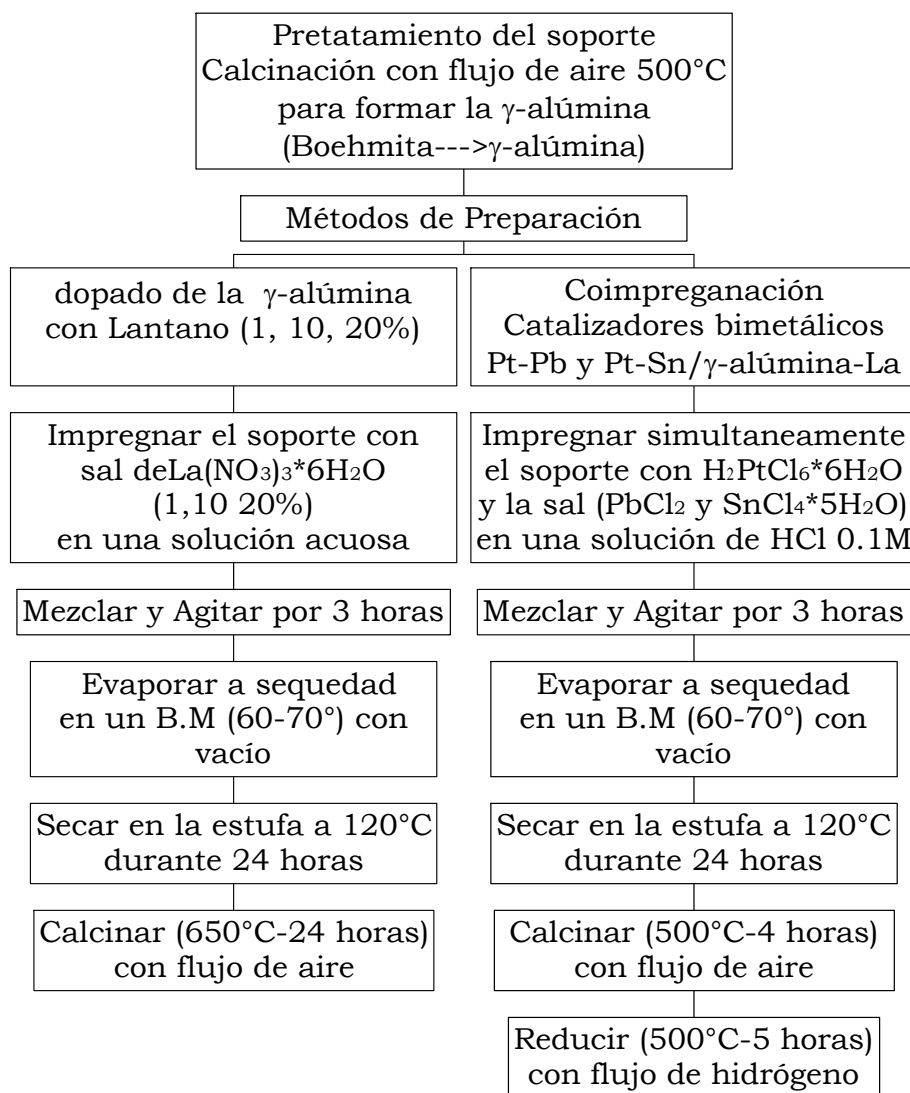 Pretatamiento del soporte
Calcinación con flujo de aire 500°C
para formar la γ-alúmina
(Boehmita--->γ-alúmina)
Métodos de Preparación
dopado de la γ-alúmina
con Lantano (1, 10, 20%)
Impregnar el soporte con
sal deLa(NO₃)₃*6H₂O
(1,10 20%)
en una solución acuosa
Mezclar y Agitar por 3 horas
Evaporar a sequedad
en un B.M (60-70°) con
vacío
Secar en la estufa a 120°C
durante 24 horas
Calcinar (650°C-24 horas)
con flujo de aire
Coimpreganación
Catalizadores bimetálicos
Pt-Pb y Pt-Sn/γ-alúmina-La
Impregnar simultaneamente
el soporte con H₂PtCl₆*6H₂O
y la sal (PbCl₂ y SnCl₄*5H₂O)
en una solución de HCl 0.1M
Mezclar y Agitar por 3 horas
Evaporar a sequedad
en un B.M (60-70°) con
vacío
Secar en la estufa a 120°C
durante 24 horas
Calcinar (500°C-4 horas)
con flujo de aire
Reducir (500°C-5 horas)
con flujo de hidrógeno